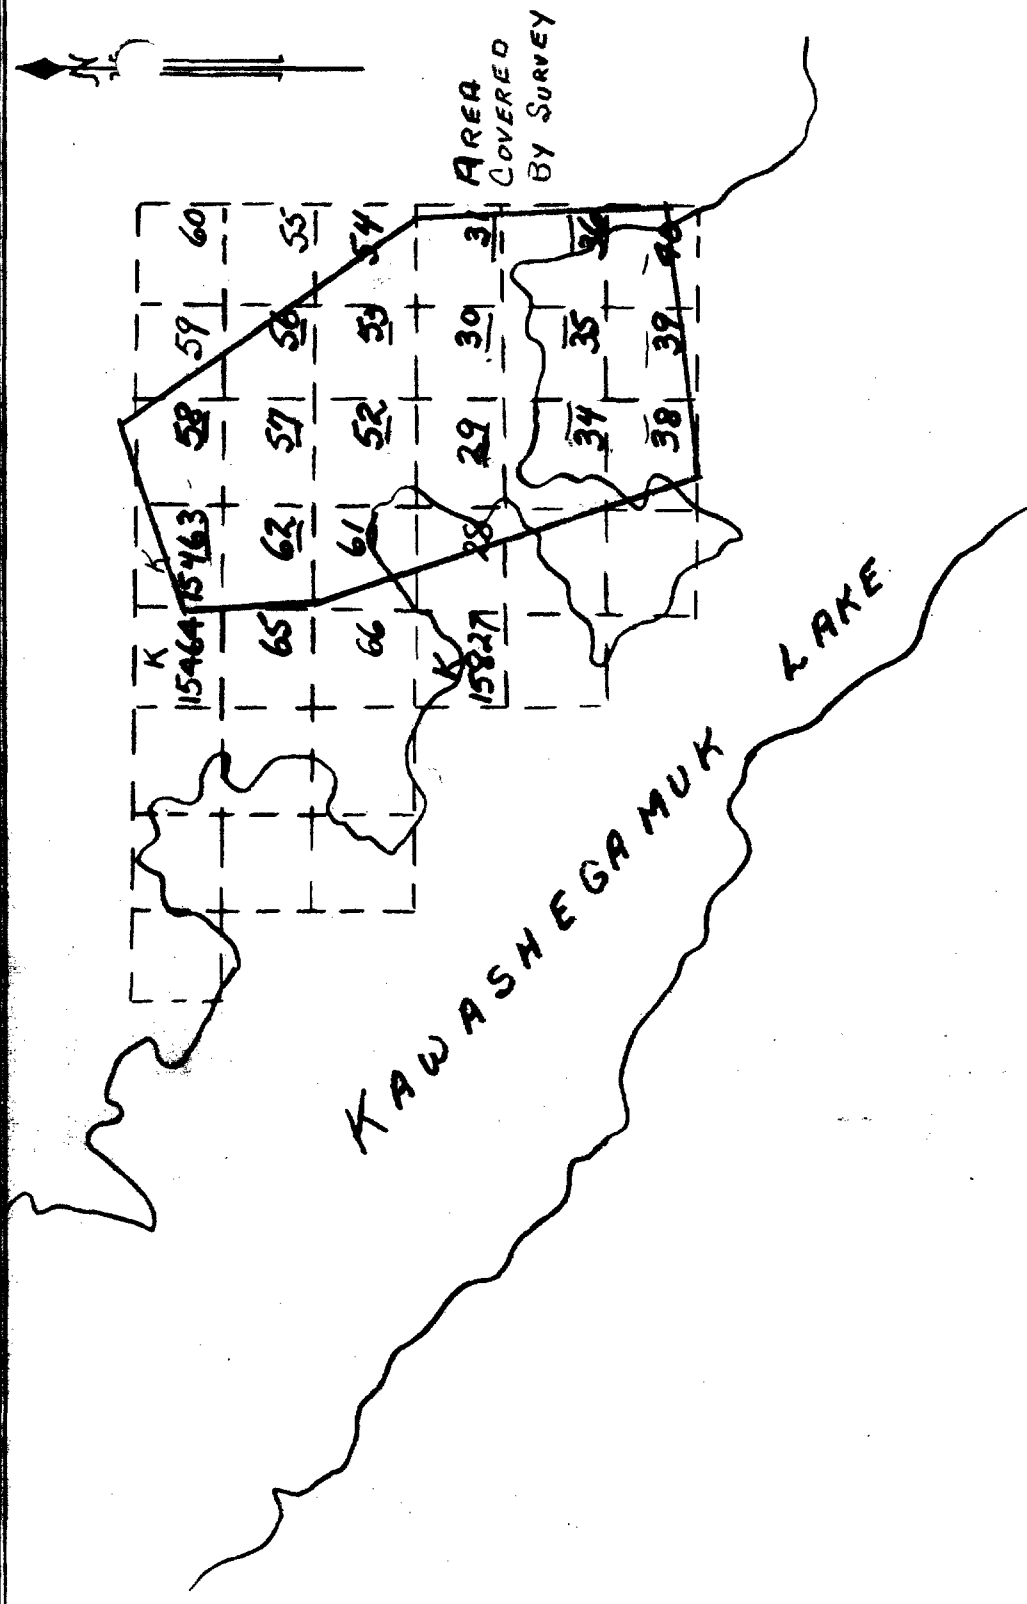 N
K K
15464 15463 58 59 60
65 62 57 56 55
66 61 52 53 54
K
15827 28 29 30 31
34 35 36
38 39 40
AREA
COVERED
BY SURVEY
KAWASHEGAMUK LAKE